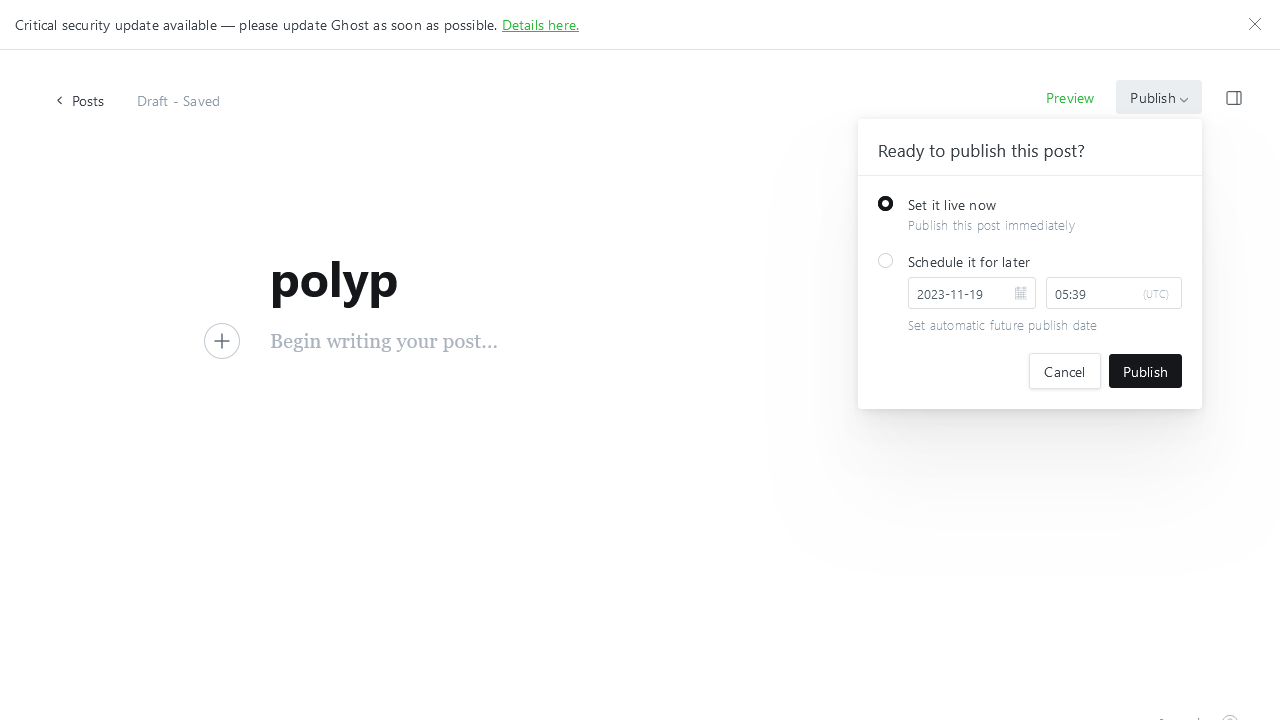 Critical security update available — please update Ghost as soon as possible. Details here.
Posts
Draft - Saved
Preview
Publish
Ready to publish this post?
Set it live now
Publish this post immediately
Schedule it for later
2023-11-19
05:39
(UTC)
Set automatic future publish date
Cancel
Publish
polyp
Begin writing your post...